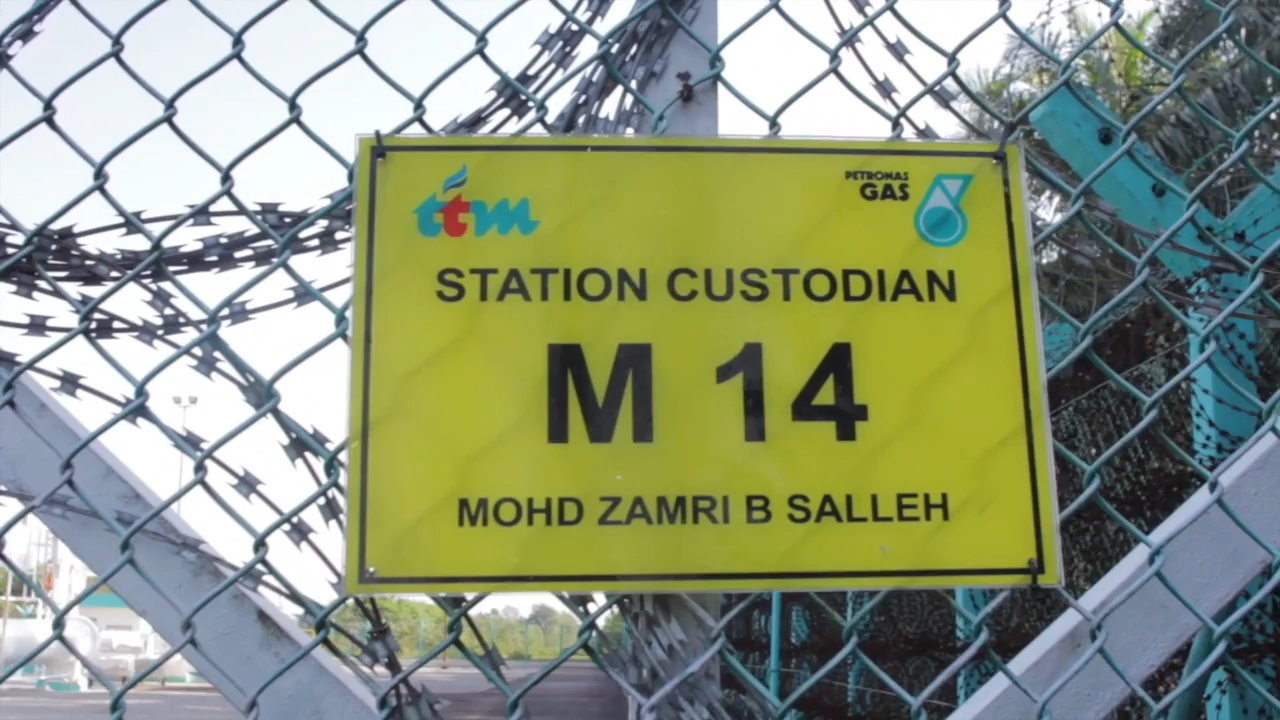 ttm
PETRONAS
GAS
STATION CUSTODIAN
M 14
MOHD ZAMRI B SALLEH